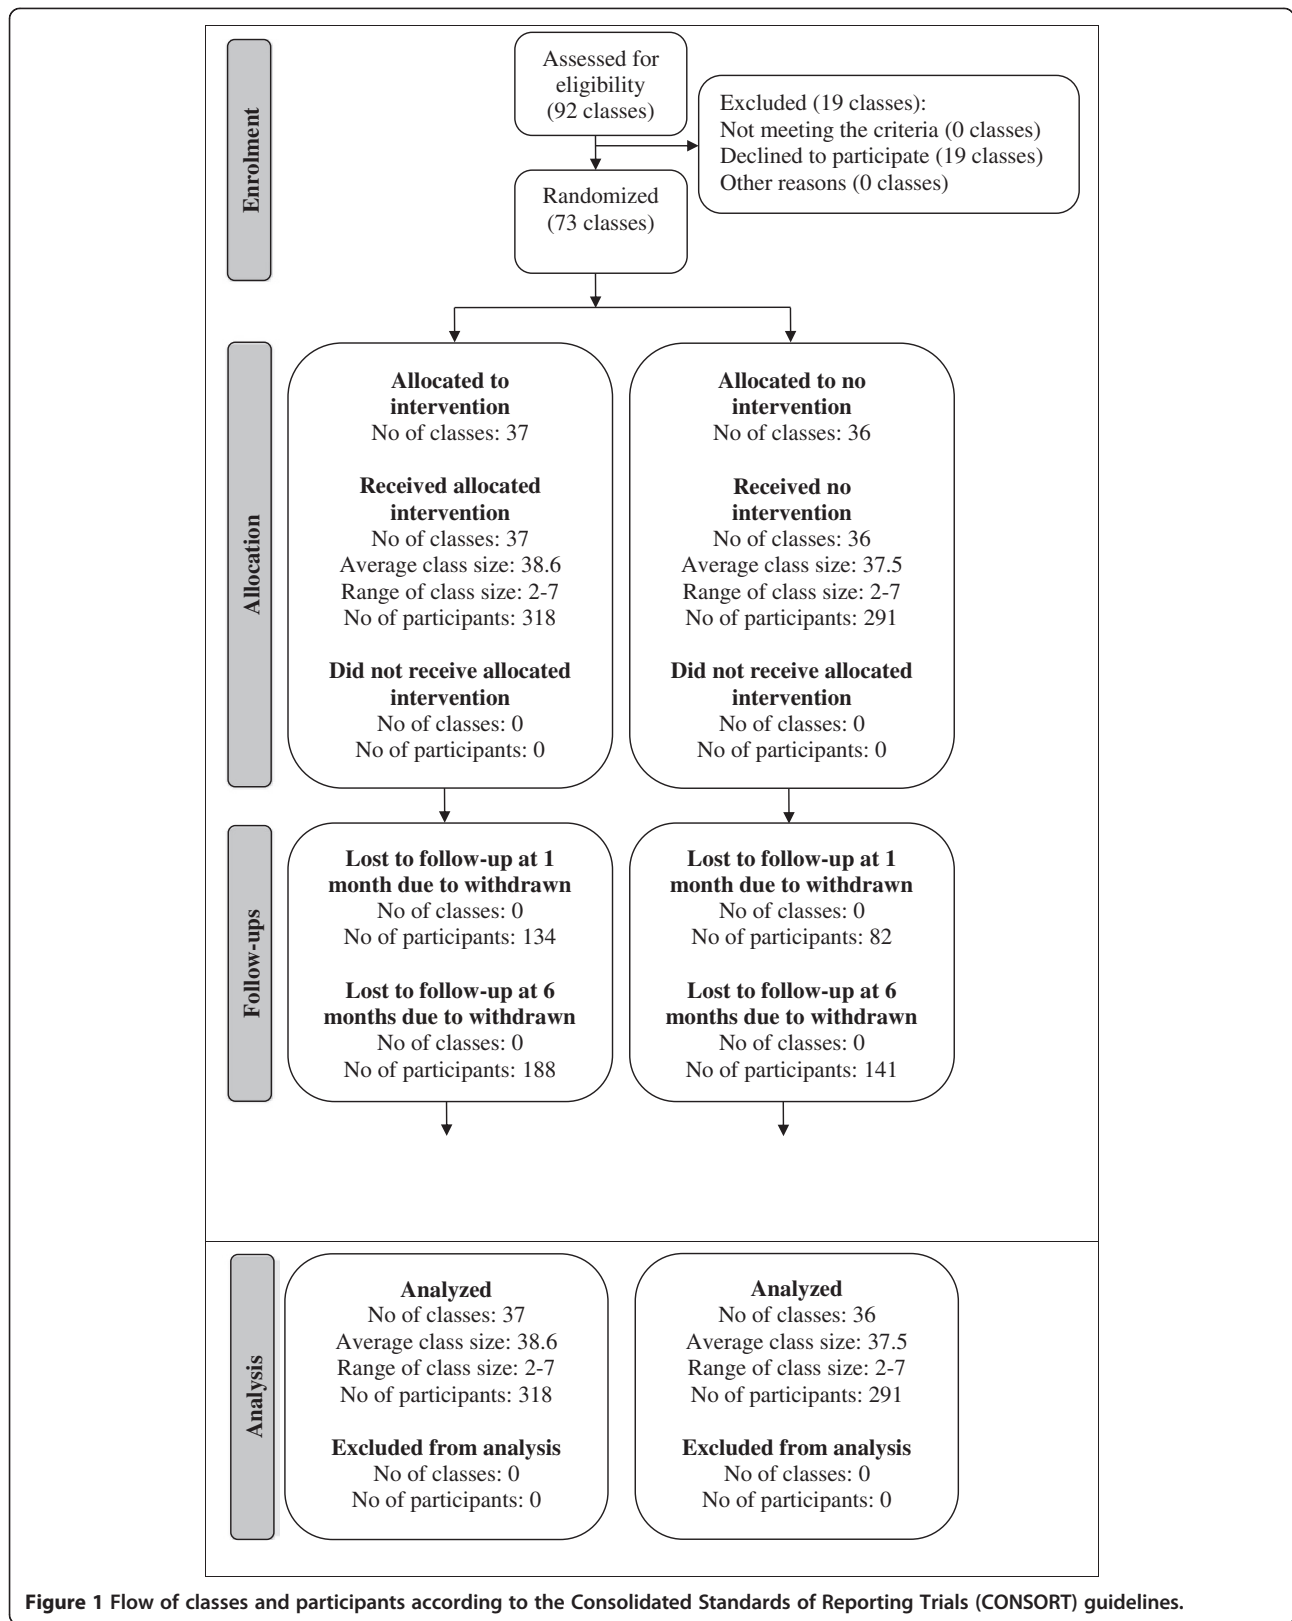 Enrolment
Assessed for
eligibility
(92 classes)
Excluded (19 classes):
Not meeting the criteria (0 classes)
Declined to participate (19 classes)
Other reasons (0 classes)
Randomized
(73 classes)
Allocation
Allocated to
intervention
No of classes: 37
Received allocated
intervention
No of classes: 37
Average class size: 38.6
Range of class size: 2-7
No of participants: 318
Did not receive allocated
intervention
No of classes: 0
No of participants: 0
Allocated to no
intervention
No of classes: 36
Received no
intervention
No of classes: 36
Average class size: 37.5
Range of class size: 2-7
No of participants: 291
Did not receive allocated
intervention
No of classes: 0
No of participants: 0
Follow-ups
Lost to follow-up at 1
month due to withdrawn
No of classes: 0
No of participants: 134
Lost to follow-up at 6
months due to withdrawn
No of classes: 0
No of participants: 188
Lost to follow-up at 1
month due to withdrawn
No of classes: 0
No of participants: 82
Lost to follow-up at 6
months due to withdrawn
No of classes: 0
No of participants: 141
Analysis
Analyzed
No of classes: 37
Average class size: 38.6
Range of class size: 2-7
No of participants: 318
Excluded from analysis
No of classes: 0
No of participants: 0
Analyzed
No of classes: 36
Average class size: 37.5
Range of class size: 2-7
No of participants: 291
Excluded from analysis
No of classes: 0
No of participants: 0
Figure 1 Flow of classes and participants according to the Consolidated Standards of Reporting Trials (CONSORT) guidelines.